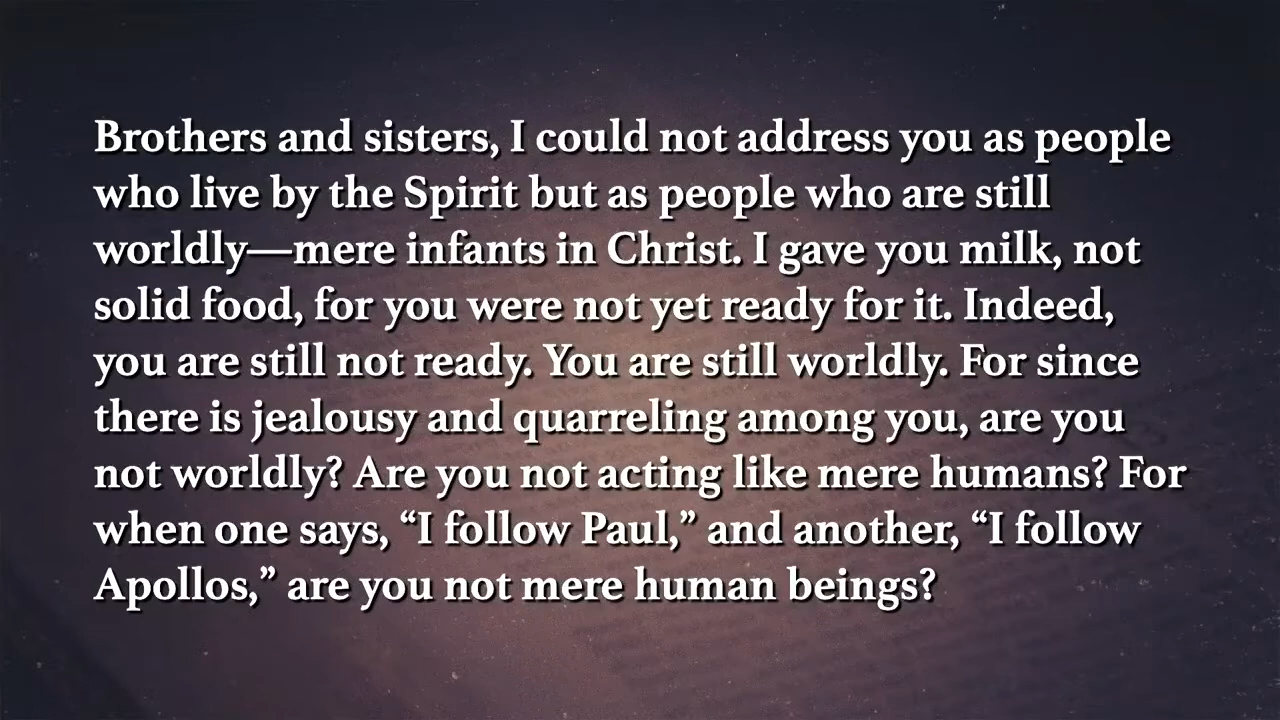 Brothers and sisters, I could not address you as people
who live by the Spirit but as people who are still
worldly—mere infants in Christ. I gave you milk, not
solid food, for you were not yet ready for it. Indeed,
you are still not ready. You are still worldly. For since
there is jealousy and quarreling among you, are you
not worldly? Are you not acting like mere humans? For
when one says, “I follow Paul,” and another, “I follow
Apollos,” are you not mere human beings?